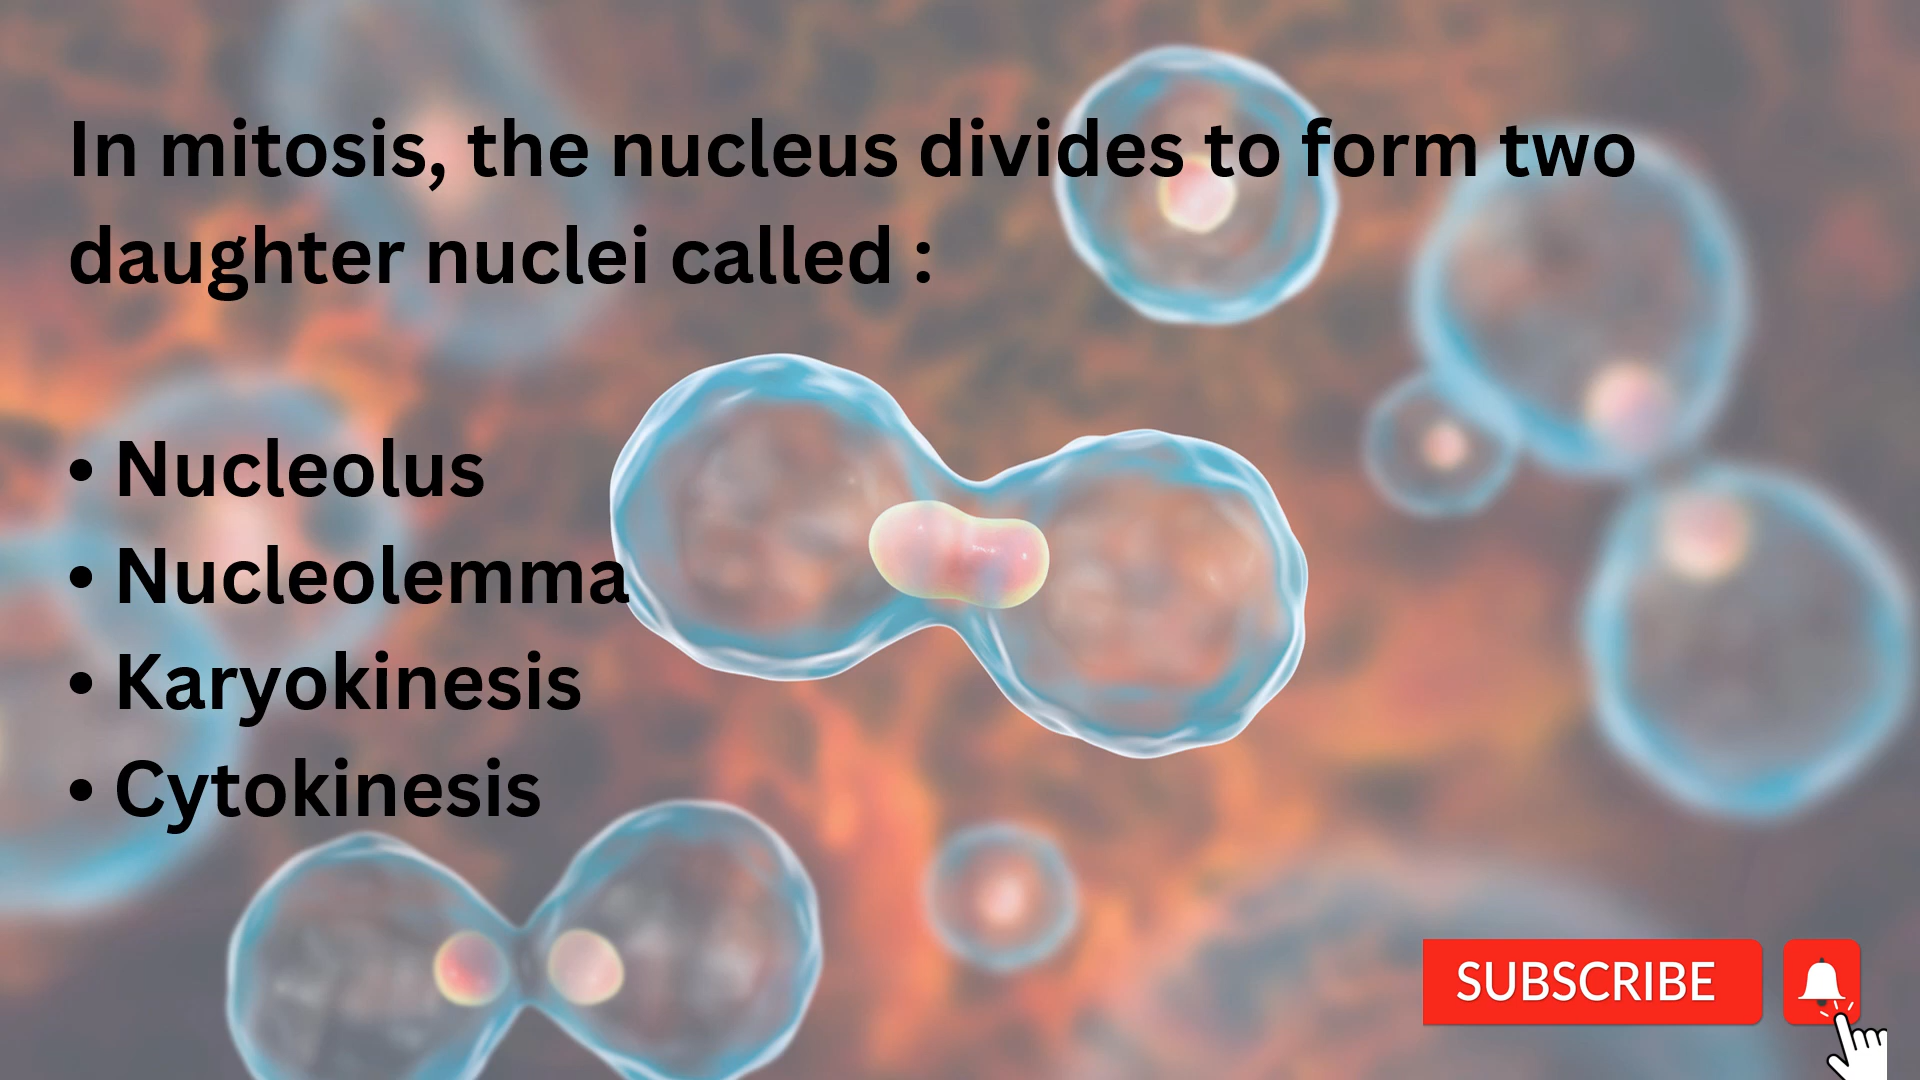 In mitosis, the nucleus divides to form two
daughter nuclei called :
• Nucleolus
• Nucleolemma
• Karyokinesis
• Cytokinesis
SUBSCRIBE